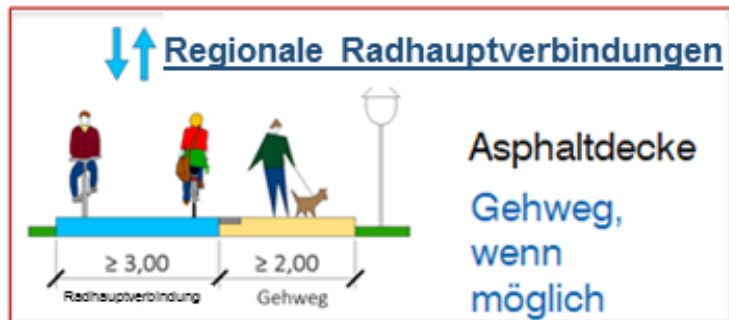 Regionale Radhauptverbindungen
Asphaltdecke
Gehweg,
wenn
möglich
≥ 3,00
≥ 2,00
Radhauptverbindung
Gehweg